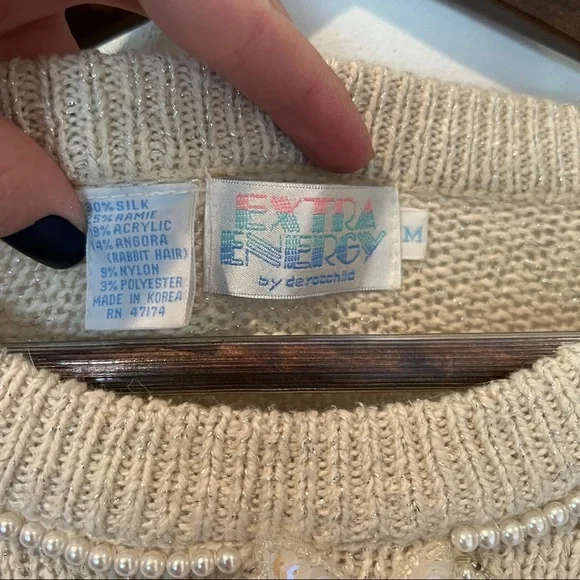 30% SILK
25% RAMIE
19% ACRYLIC
14% ANGORA
(RABBIT HAIR)
9% NYLON
3% POLYESTER
MADE IN KOREA
RN 47174
EXTRA
ENERGY
by derotchild
M